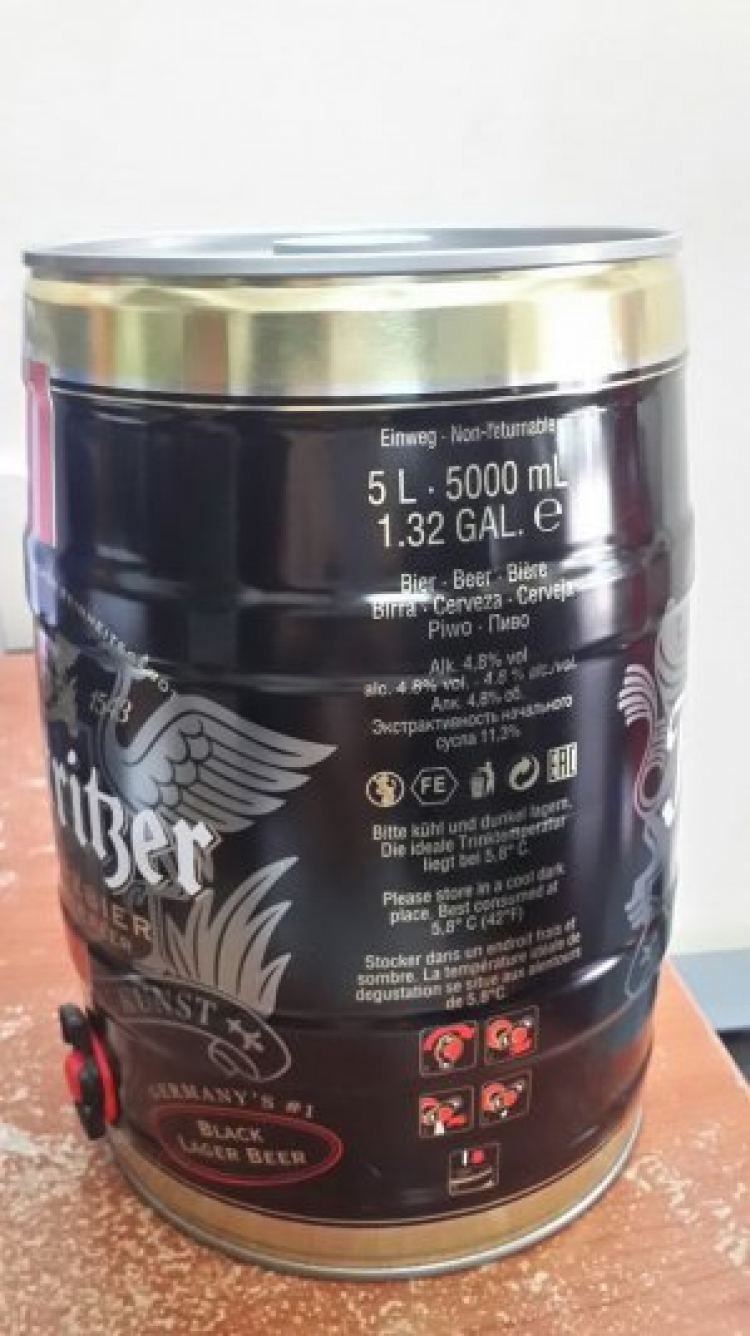 Einweg · Non-returnable
5 L · 5000 mL
1.32 GAL. ℮
Bier · Beer · Bière
Birra · Cerveza · Cerveja
Piwo · Пиво
Alk. 4,8% vol
alc. 4.8% vol. · 4,8 % alc./vol.
Алк. 4,8% об.
Экстрактивность начального
сусла 11,3%
FE
EAC
Bitte kühl und dunkel lagern.
Die ideale Trinktemperatur
liegt bei 5,8° C
Please store in a cool dark
place. Best consumed at
5,8° C (42°F)
Stocker dans un endroit frais et
sombre. La température idéale de
degustation se situe aux alentours
de 5.8°C
1543
ritzer
KUNST
GERMANY'S #1
BLACK
LAGER BEER